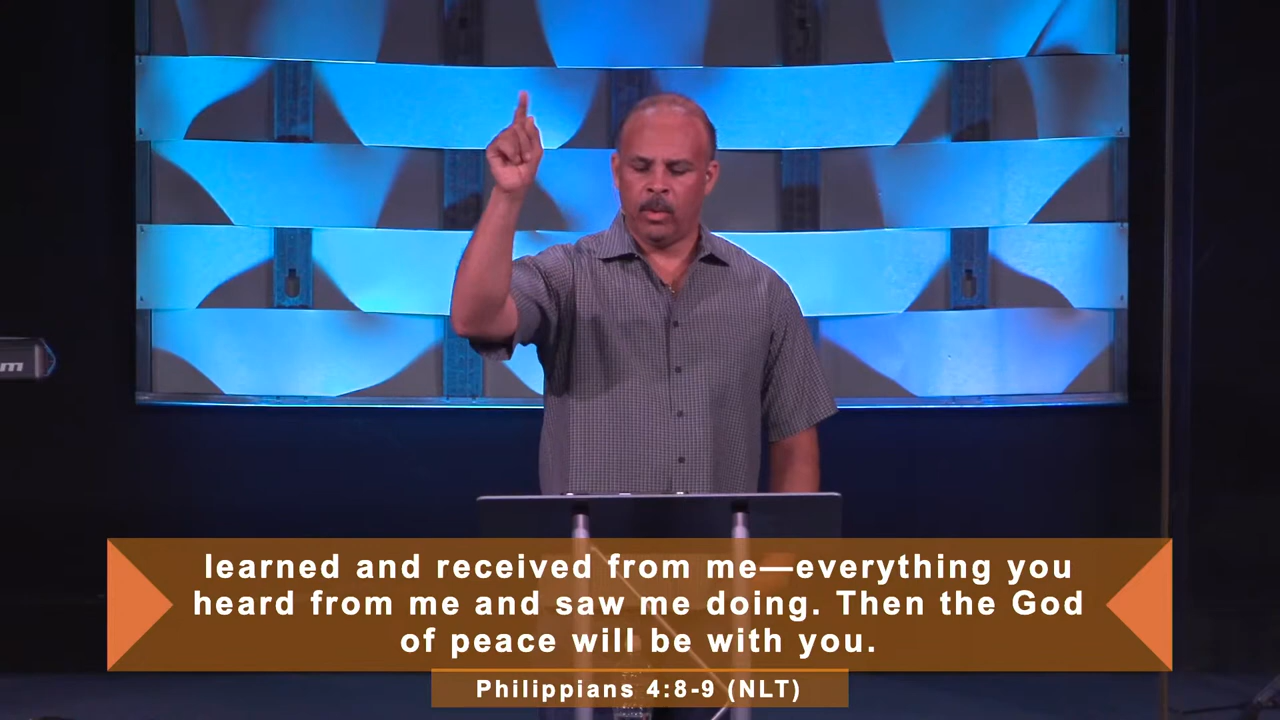 m
learned and received from me—everything you
heard from me and saw me doing. Then the God
of peace will be with you.
Philippians 4:8-9 (NLT)